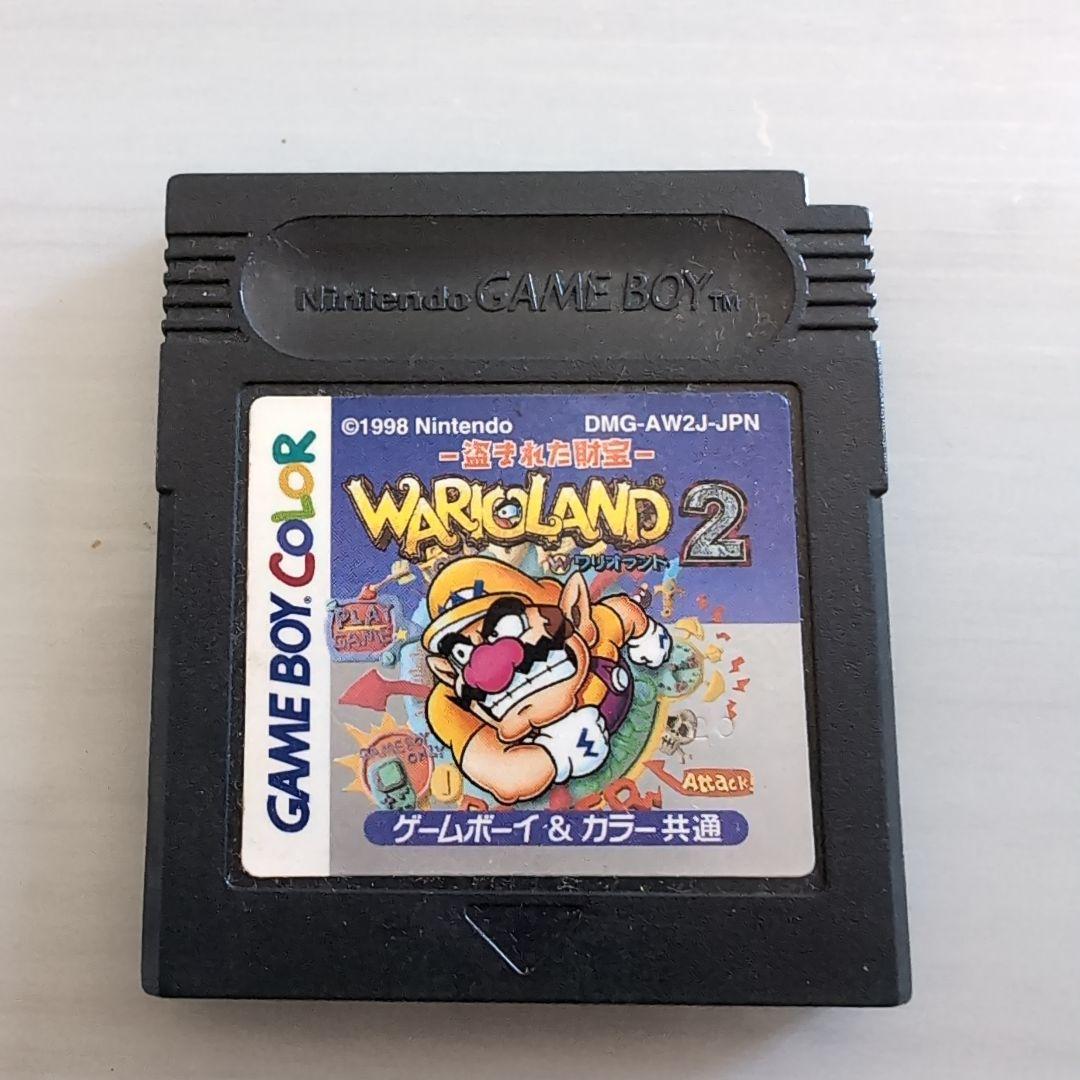 Nintendo GAME BOY TM
©1998 Nintendo DMG-AW2J-JPN
-盗まれた財宝-
WARIOLAND 2
ワリオランド
PLAY
GAME
GAMEBOY
ONLY
Attack!
ゲームボーイ & カラー共通
GAME BOY COLOR